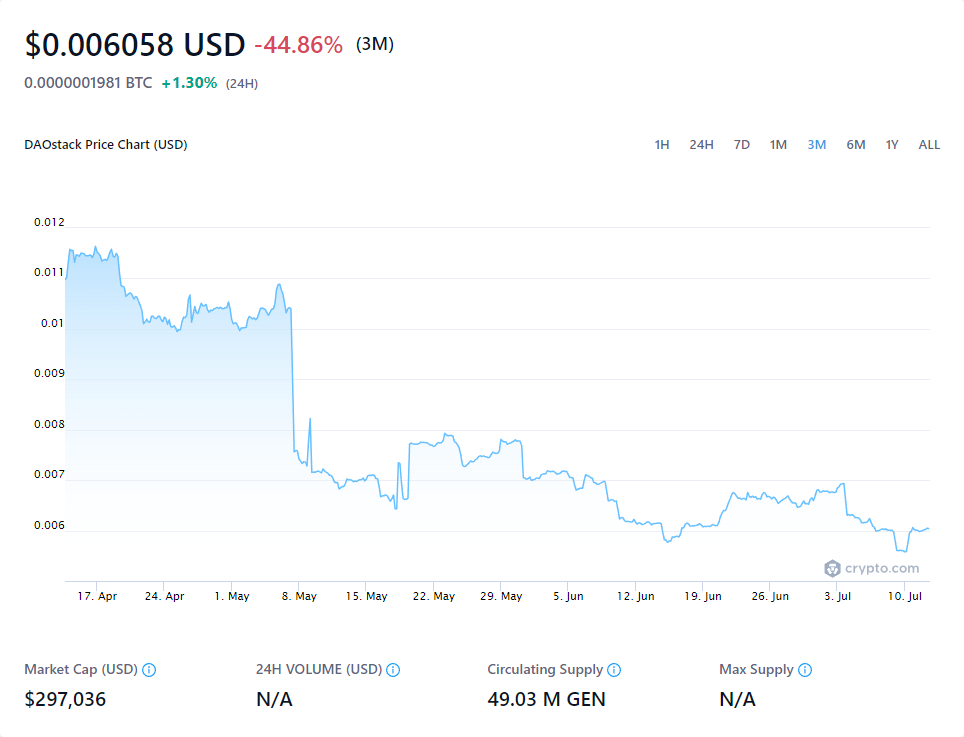 $0.006058 USD -44.86% (3M)
0.0000001981 BTC +1.30% (24H)
DAOstack Price Chart (USD) 1H 24H 7D 1M 3M 6M 1Y ALL
0.012
0.011
0.01
0.009
0.008
0.007
0.006
crypto.com
17. Apr 24. Apr 1. May 8. May 15. May 22. May 29. May 5. Jun 12. Jun 19. Jun 26. Jun 3. Jul 10. Jul
Market Cap (USD) 24H VOLUME (USD) Circulating Supply Max Supply
$297,036 N/A 49.03 M GEN N/A